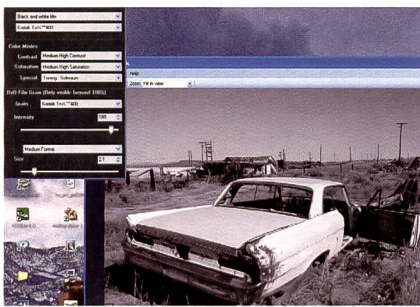 Black and white film
Kodak Tri-X™400
Color Modes
Contrast Medium High Contrast
Saturation Medium High Saturation
Special Toning - Selenium
DxO Film Grain (Only visible beyond 100%)
Grain Kodak Tri-X™400
Intensity
Medium Format
Size 2.1
Help
Zoom Fit in view